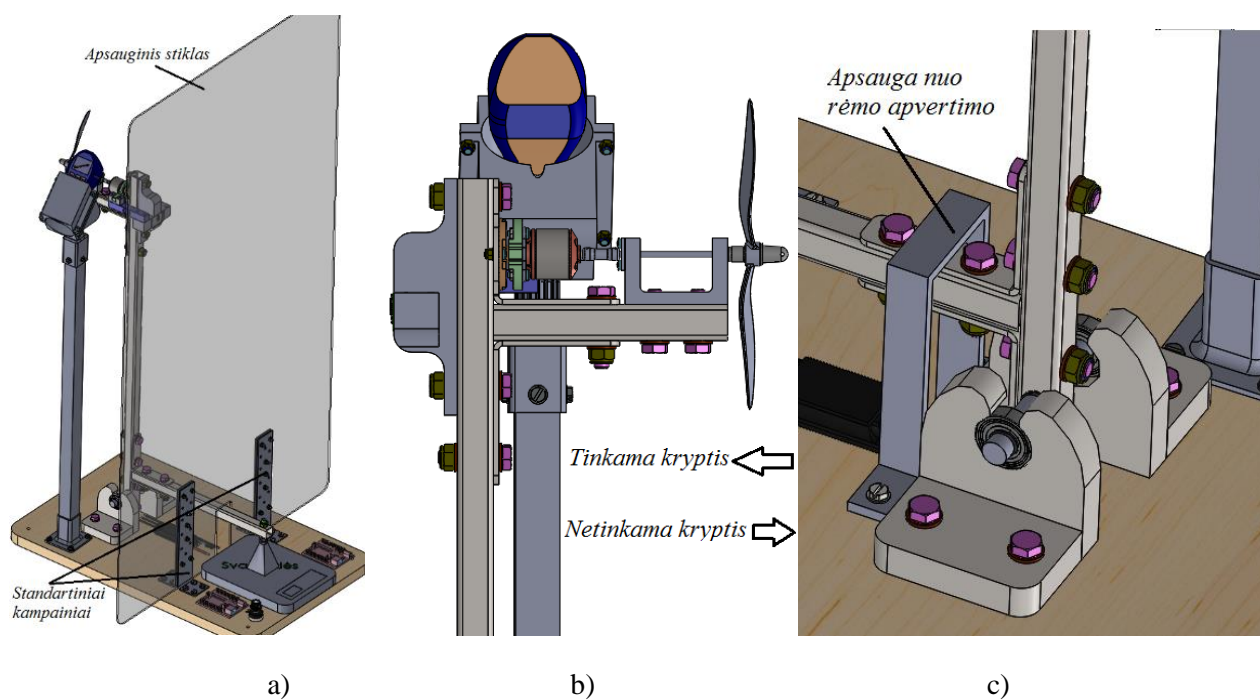 Apsauginis stiklas
Standartiniai
kampainiai
Tinkama kryptis
Netinkama kryptis
Apsauga nuo
rėmo apvertimo
a)
b)
c)